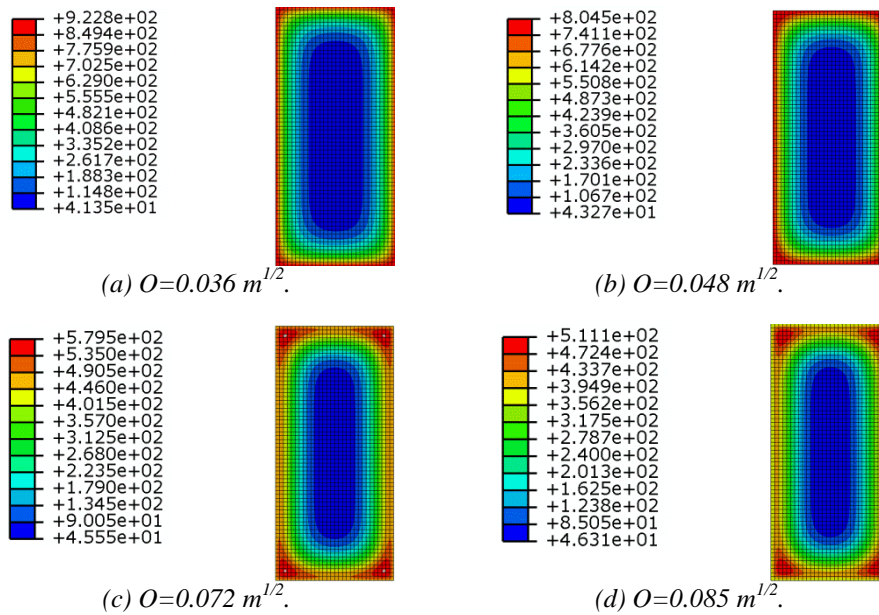 +9.228e+02
+8.494e+02
+7.759e+02
+7.025e+02
+6.290e+02
+5.555e+02
+4.821e+02
+4.086e+02
+3.352e+02
+2.617e+02
+1.883e+02
+1.148e+02
+4.135e+01
(a) O=0.036 m^{1/2}.
+8.045e+02
+7.411e+02
+6.776e+02
+6.142e+02
+5.508e+02
+4.873e+02
+4.239e+02
+3.605e+02
+2.970e+02
+2.336e+02
+1.701e+02
+1.067e+02
+4.327e+01
(b) O=0.048 m^{1/2}.
+5.795e+02
+5.350e+02
+4.905e+02
+4.460e+02
+4.015e+02
+3.570e+02
+3.125e+02
+2.680e+02
+2.235e+02
+1.790e+02
+1.345e+02
+9.005e+01
+4.555e+01
(c) O=0.072 m^{1/2}.
+5.111e+02
+4.724e+02
+4.337e+02
+3.949e+02
+3.562e+02
+3.175e+02
+2.787e+02
+2.400e+02
+2.013e+02
+1.625e+02
+1.238e+02
+8.505e+01
+4.631e+01
(d) O=0.085 m^{1/2}.